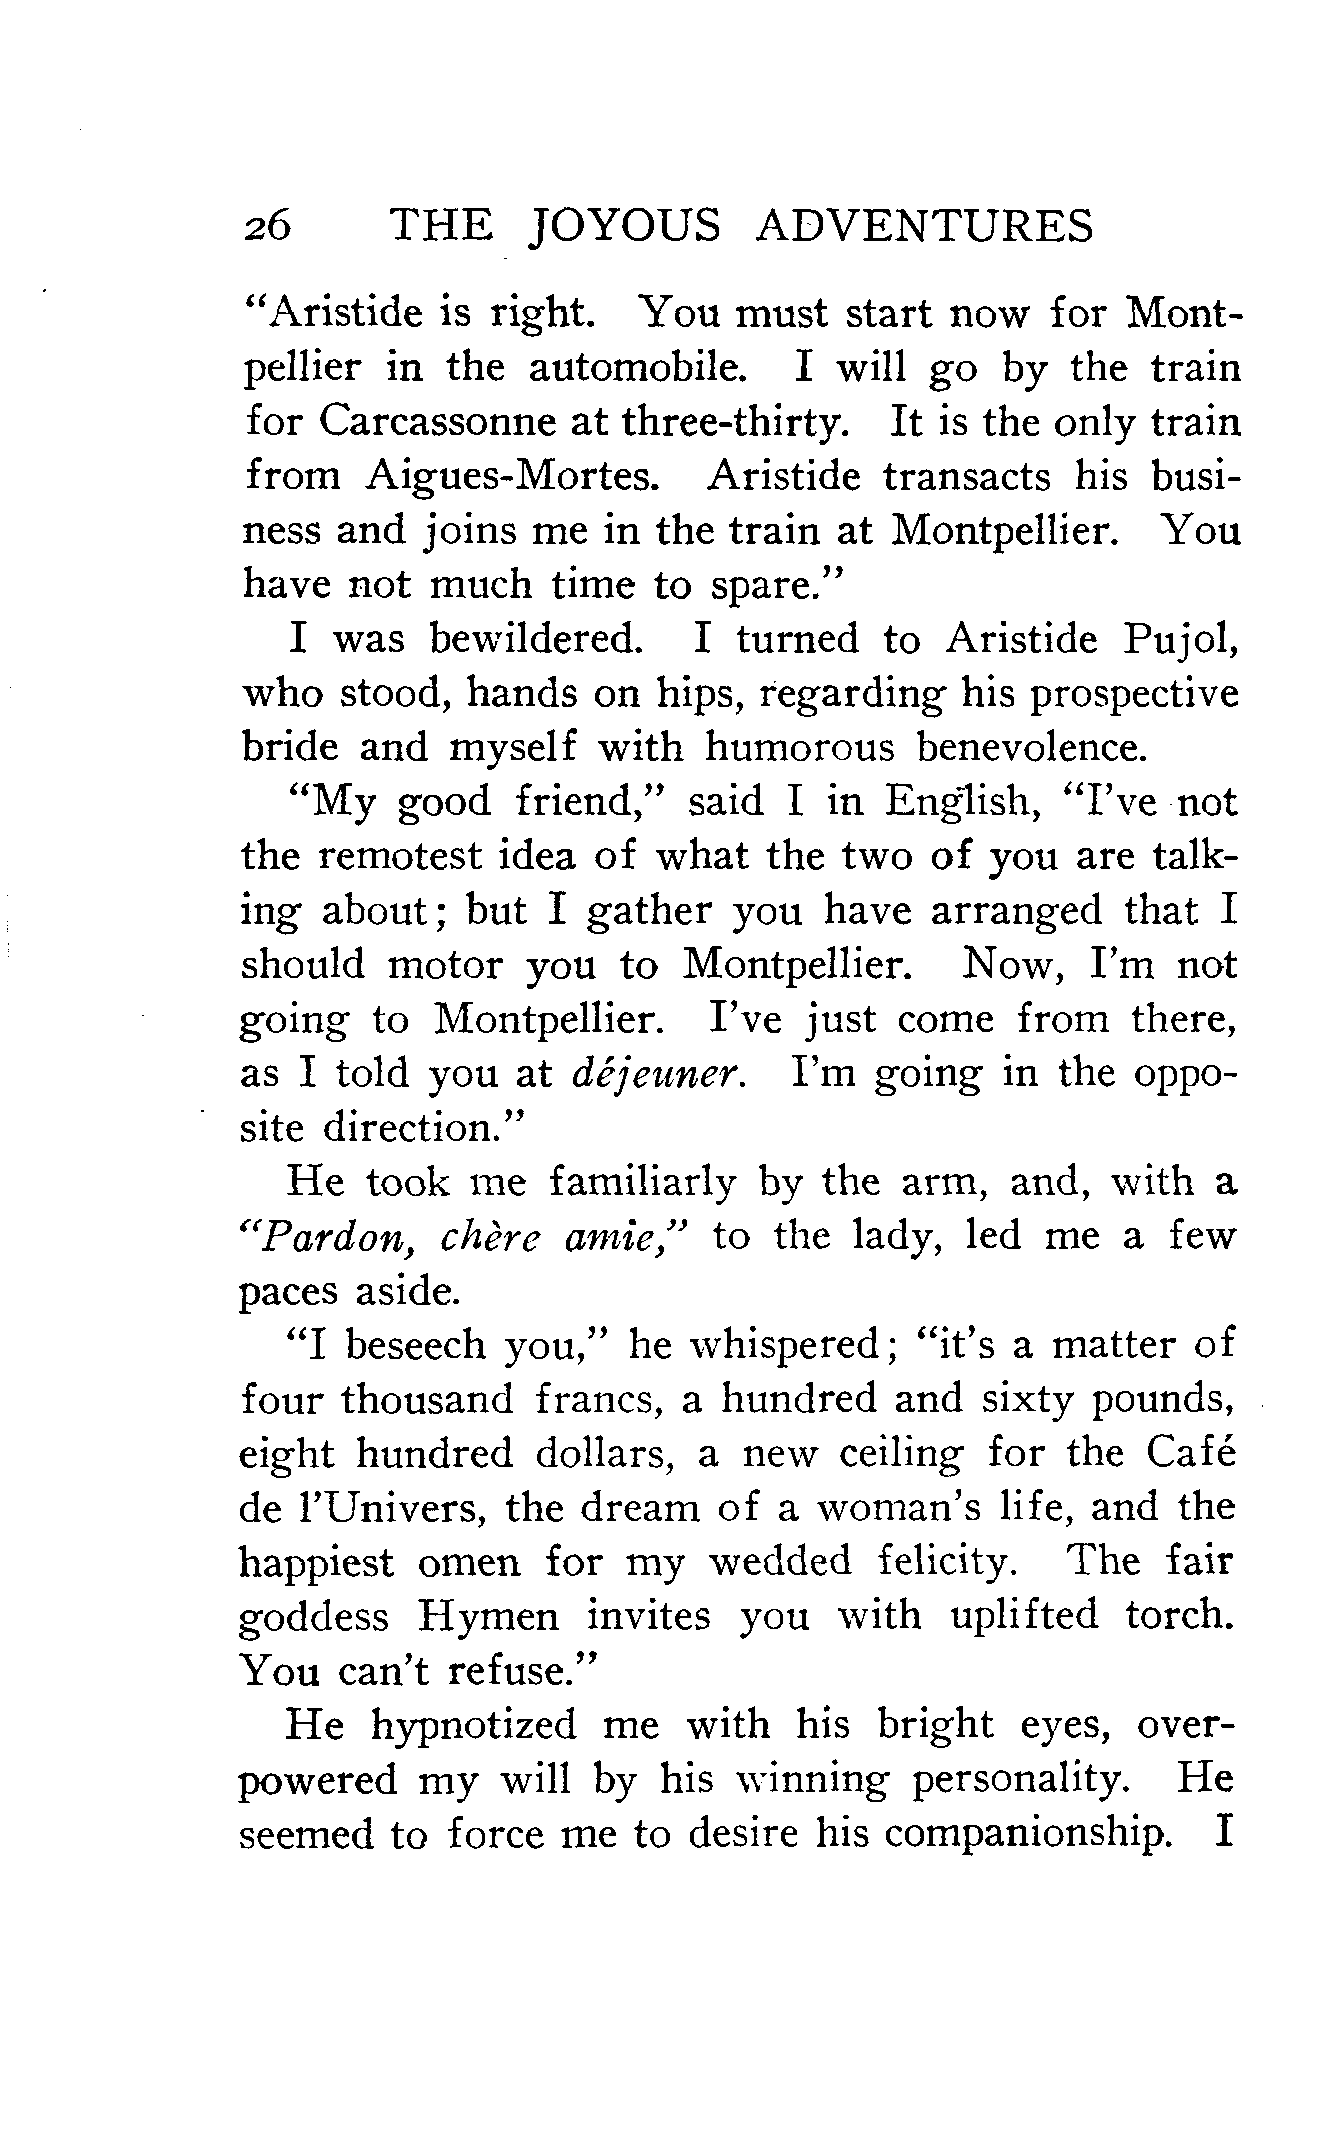 26 THE JOYOUS ADVENTURES
“Aristide is right. You must start now for Mont-
pellier in the automobile. I will go by the train
for Carcassonne at three-thirty. It is the only train
from Aigues-Mortes. Aristide transacts his busi-
ness and joins me in the train at Montpellier. You
have not much time to spare.”
I was bewildered. I turned to Aristide Pujol,
who stood, hands on hips, regarding his prospective
bride and myself with humorous benevolence.
“My good friend,” said I in English, “I’ve not
the remotest idea of what the two of you are talk-
ing about; but I gather you have arranged that I
should motor you to Montpellier. Now, I’m not
going to Montpellier. I’ve just come from there,
as I told you at déjeuner. I’m going in the oppo-
site direction.”
He took me familiarly by the arm, and, with a
“Pardon, chère amie,” to the lady, led me a few
paces aside.
“I beseech you,” he whispered; “it’s a matter of
four thousand francs, a hundred and sixty pounds,
eight hundred dollars, a new ceiling for the Café
de l’Univers, the dream of a woman’s life, and the
happiest omen for my wedded felicity. The fair
goddess Hymen invites you with uplifted torch.
You can’t refuse.”
He hypnotized me with his bright eyes, over-
powered my will by his winning personality. He
seemed to force me to desire his companionship. I